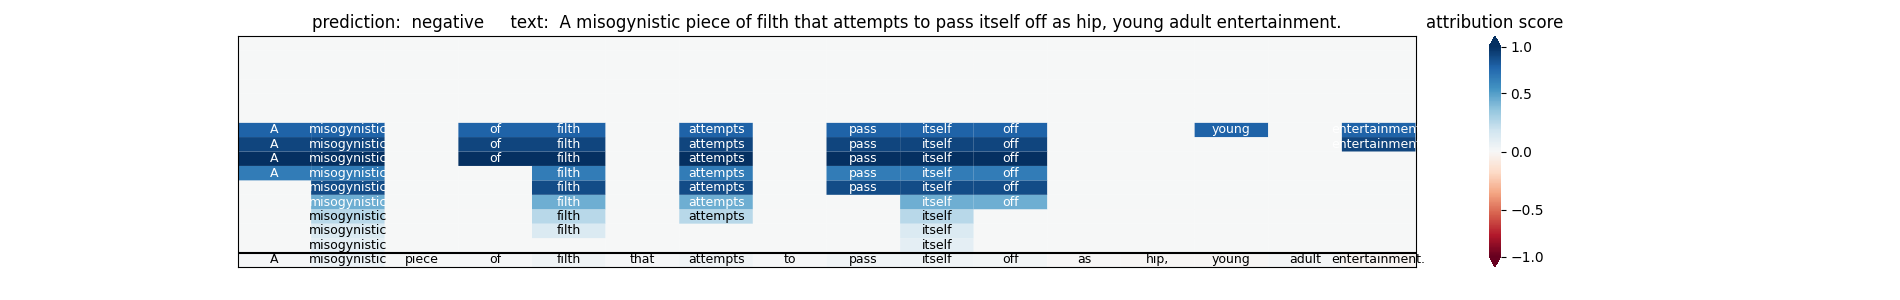 prediction: negative text: A misogynistic piece of filth that attempts to pass itself off as hip, young adult entertainment. attribution score
1.0
A misogynistic of filth attempts pass itself off young ntertainmen
A misogynistic of filth attempts pass itself off ntertainmen
A misogynistic of filth attempts pass itself off
A misogynistic filth attempts pass itself off
misogynistic filth attempts pass itself off
misogynistic filth attempts itself off
misogynistic filth attempts itself
misogynistic filth itself
misogynistic itself
A misogynistic piece of filth that attempts to pass itself off as hip, young adult entertainment.
0.5
0.0
−0.5
−1.0